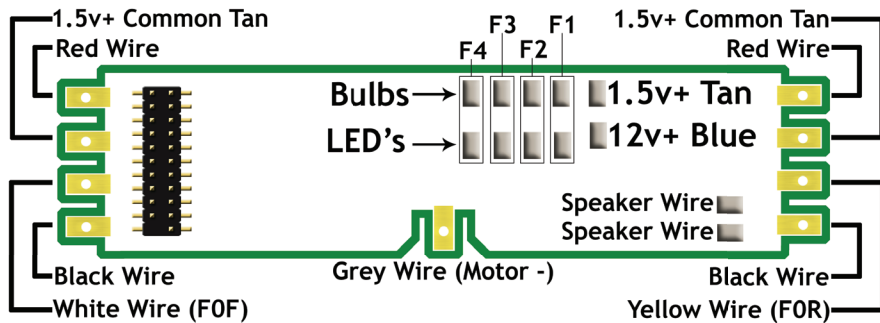 1.5v+ Common Tan
Red Wire
F4
F3
F2
F1
1.5v+ Common Tan
Red Wire
Bulbs
1.5v+ Tan
LED's
12v+ Blue
Speaker Wire
Speaker Wire
Black Wire
White Wire (F0F)
Grey Wire (Motor -)
Black Wire
Yellow Wire (F0R)